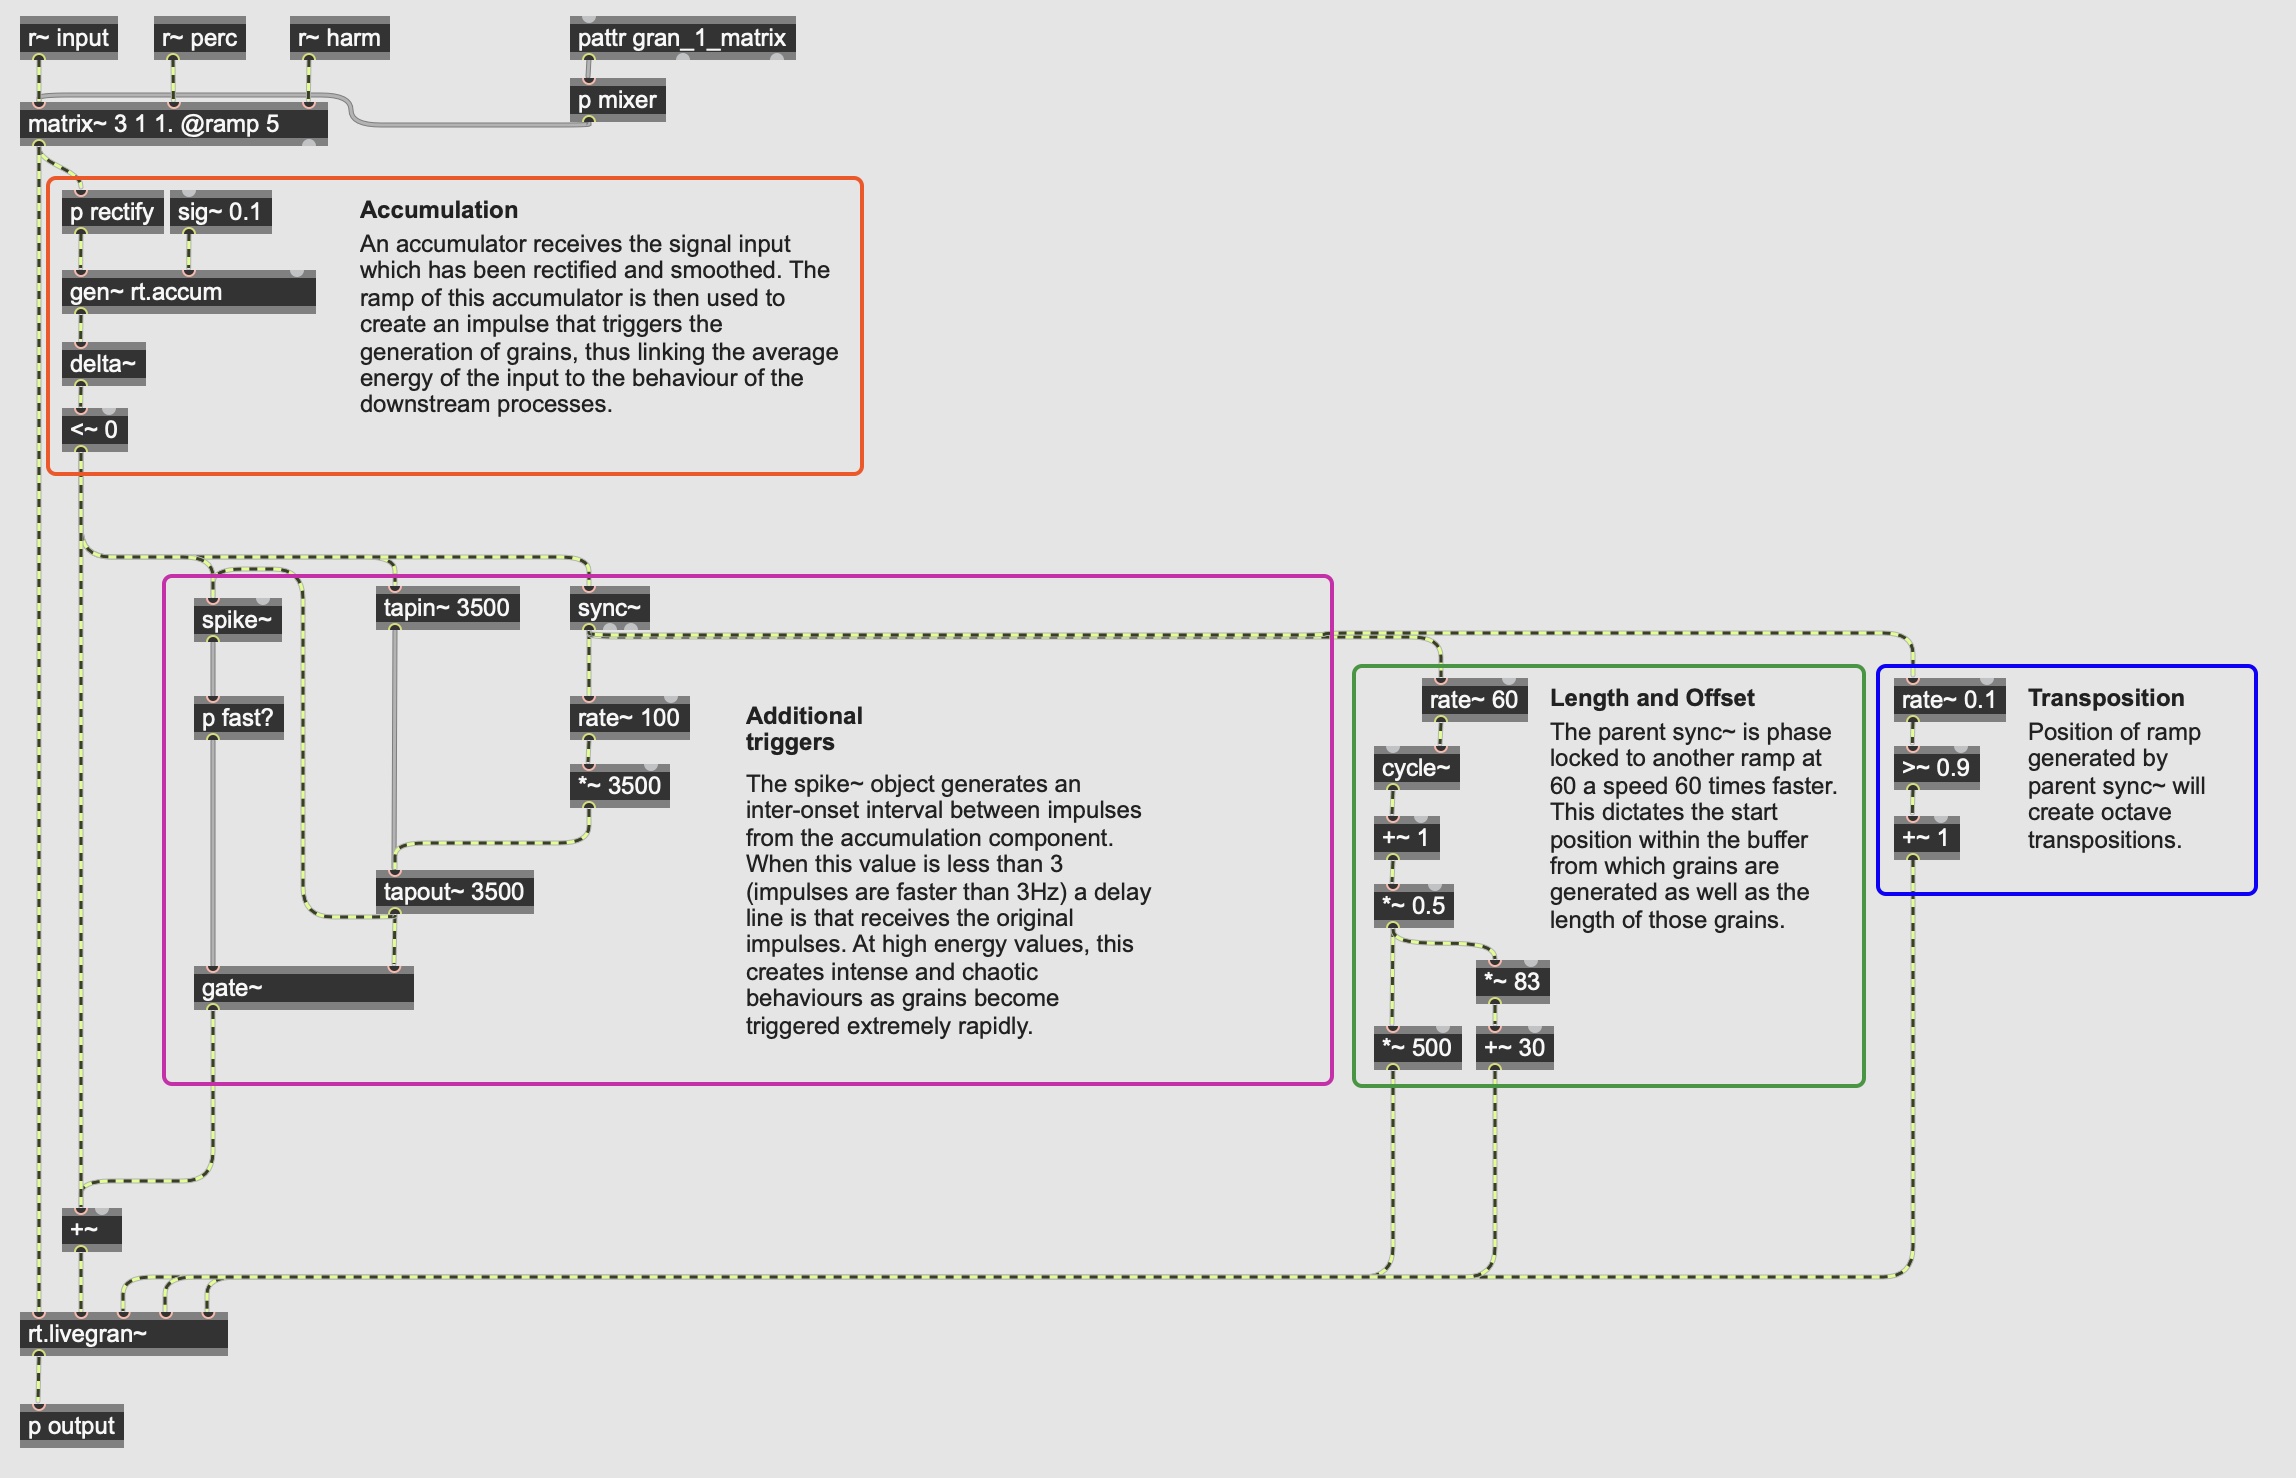 r~ input
r~ perc
r~ harm
pattr gran_1_matrix
p mixer
matrix~ 3 1 1. @ramp 5
p rectify
sig~ 0.1
gen~ rt.accum
delta~
<~ 0
Accumulation
An accumulator receives the signal input
which has been rectified and smoothed. The
ramp of this accumulator is then used to
create an impulse that triggers the
generation of grains, thus linking the average
energy of the input to the behaviour of the
downstream processes.
spike~
tapin~ 3500
sync~
p fast?
rate~ 100
*~ 3500
tapout~ 3500
gate~
Additional
triggers
The spike~ object generates an
inter-onset interval between impulses
from the accumulation component.
When this value is less than 3
(impulses are faster than 3Hz) a delay
line is that receives the original
impulses. At high energy values, this
creates intense and chaotic
behaviours as grains become
triggered extremely rapidly.
rate~ 60
cycle~
+~ 1
*~ 0.5
*~ 83
*~ 500
+~ 30
Length and Offset
The parent sync~ is phase
locked to another ramp at
60 a speed 60 times faster.
This dictates the start
position within the buffer
from which grains are
generated as well as the
length of those grains.
rate~ 0.1
>~ 0.9
+~ 1
Transposition
Position of ramp
generated by
parent sync~ will
create octave
transpositions.
+~
rt.livegran~
p output